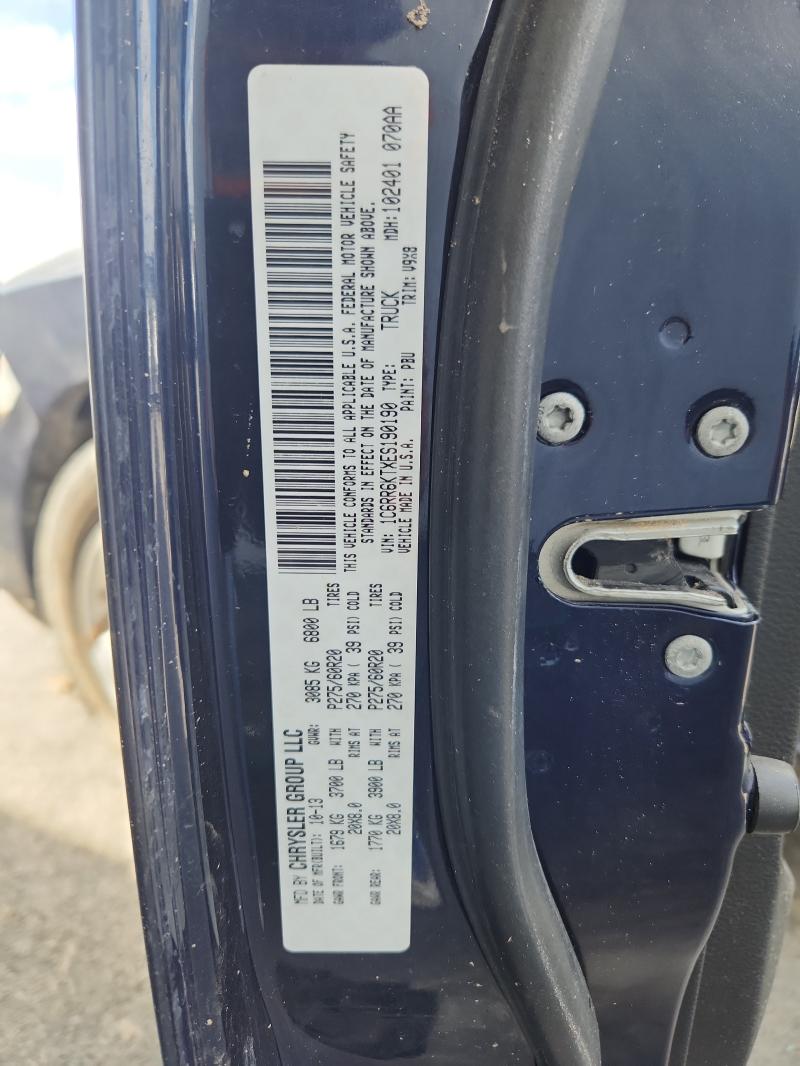 MFD BY CHRYSLER GROUP LLC
DATE OF MFR(BUILT): 10-13 GVWR: 3085 KG 6800 LB
GAWR FRONT: 1679 KG 3700 LB WITH P275/60R20 TIRES
20X8.0 RIMS AT 270 KPA ( 39 PSI) COLD
GAWR REAR: 1770 KG 3900 LB WITH P275/60R20 TIRES
20X8.0 RIMS AT 270 KPA ( 39 PSI) COLD
THIS VEHICLE CONFORMS TO ALL APPLICABLE U.S.A. FEDERAL MOTOR VEHICLE SAFETY
STANDARDS IN EFFECT ON THE DATE OF MANUFACTURE SHOWN ABOVE.
VIN: 1C6RR6KTXES190190 TYPE: TRUCK MDH:102401 070AA
VEHICLE MADE IN U.S.A. PAINT: PBU TRIM: V9X8